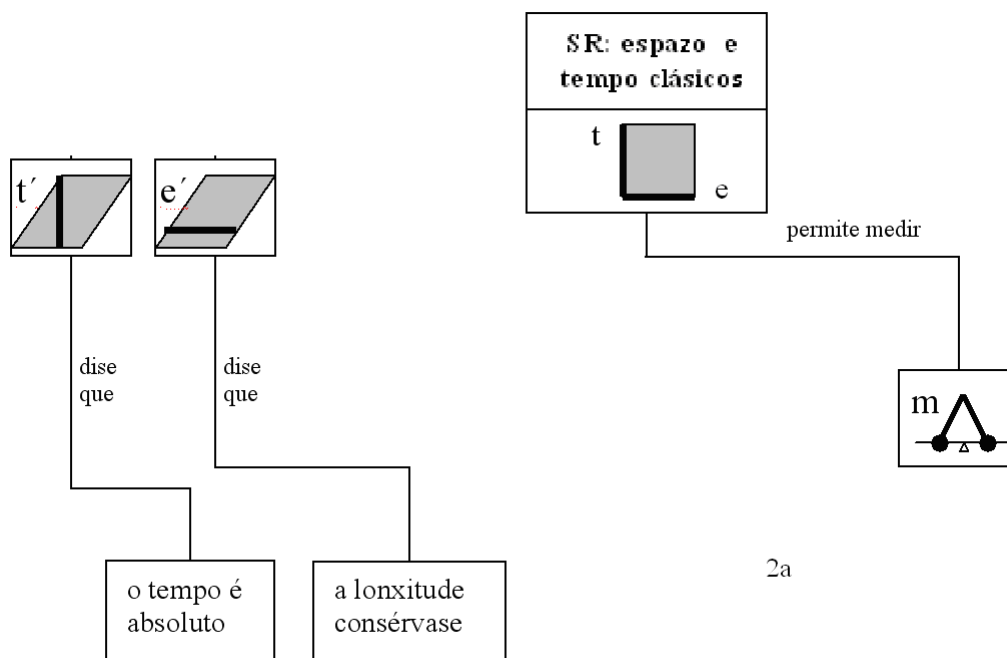 SR: espazo e
tempo clásicos
t
e
t´
e´
permite medir
dise
que
dise
que
m
o tempo é
absoluto
a lonxitude
consérvase
2a